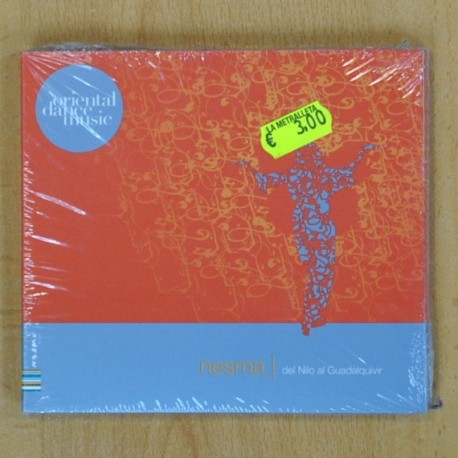 oriental
dance
music
LA METRALLETA
€ 3,00
nesma | del Nilo al Guadalquivir